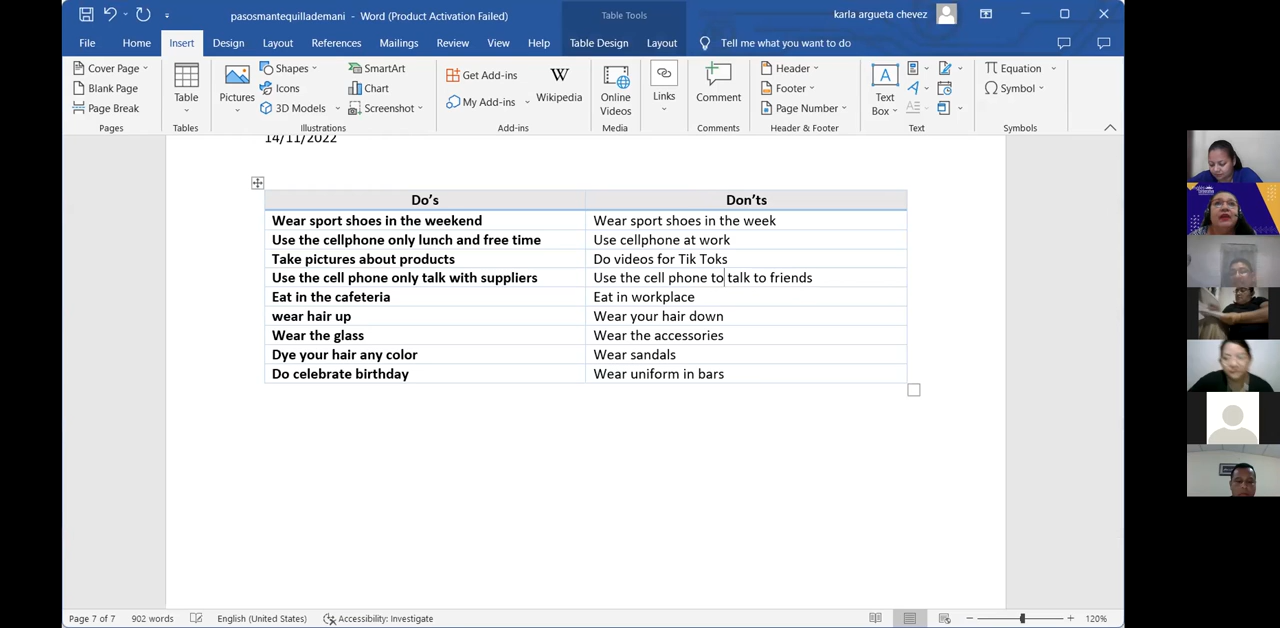 pasosmantequillademani - Word (Product Activation Failed)
Table Tools
karla argueta chevez
File Home Insert Design Layout References Mailings Review View Help Table Design Layout Tell me what you want to do
Cover Page
Blank Page
Page Break
Pages
Table
Tables
Pictures
Shapes
Icons
3D Models
SmartArt
Chart
Screenshot
Illustrations
Get Add-ins
My Add-ins
W
Wikipedia
Add-ins
Online
Videos
Media
Links
Comment
Comments
Header
Footer
Page Number
Header & Footer
Text
Box
Text
Equation
Symbol
Symbols
14/11/2022
Do's Don'ts
Wear sport shoes in the weekend Wear sport shoes in the week
Use the cellphone only lunch and free time Use cellphone at work
Take pictures about products Do videos for Tik Toks
Use the cell phone only talk with suppliers Use the cell phone to talk to friends
Eat in the cafeteria Eat in workplace
wear hair up Wear your hair down
Wear the glass Wear the accessories
Dye your hair any color Wear sandals
Do celebrate birthday Wear uniform in bars
Page 7 of 7 902 words English (United States) Accessibility: Investigate 120%